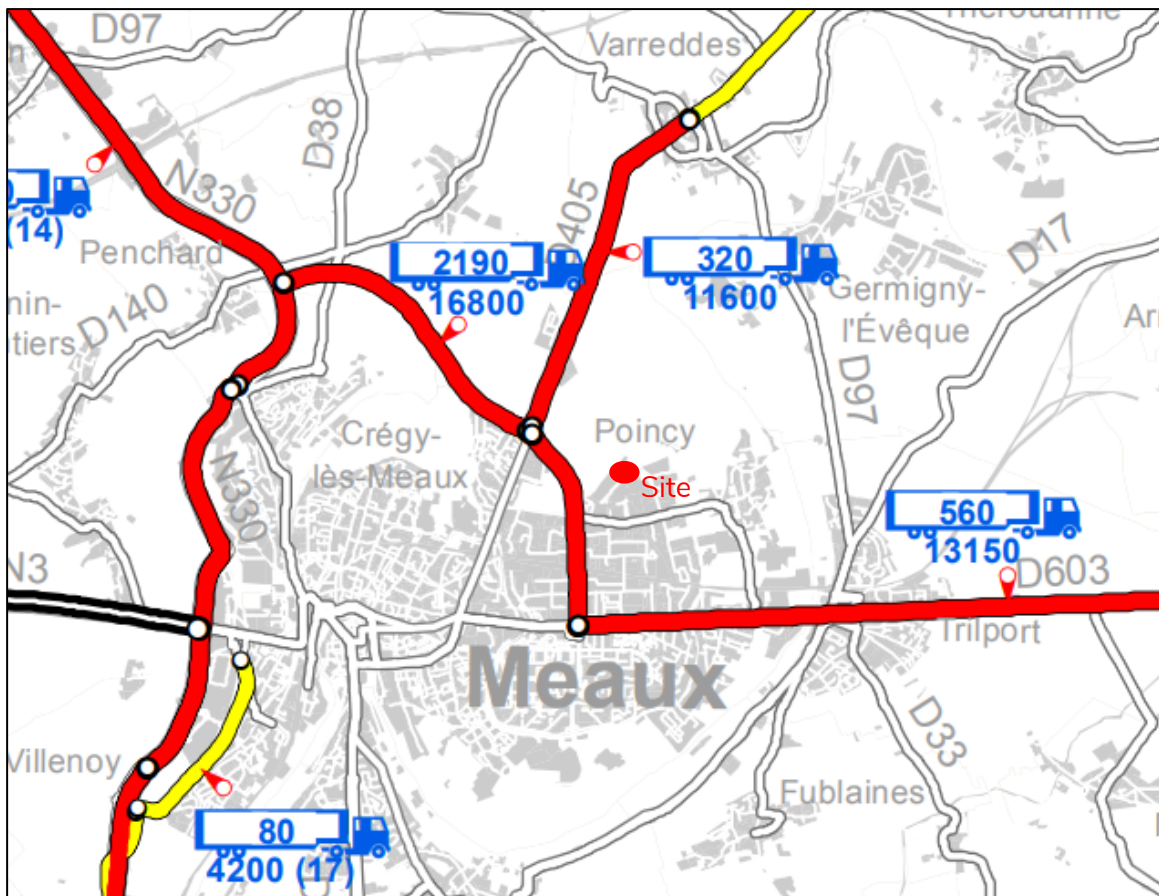 D97
Varreddes
D38
N330
D405
(14)
Penchard
2190
16800
320
11600
D17
Germigny-
l'Évêque
D140
D97
Crégy-
lès-Meaux
Poincy
Site
N330
560
13150
N3
D603
Trilport
Meaux
D33
Villenoy
Fublaines
80
4200 (17)